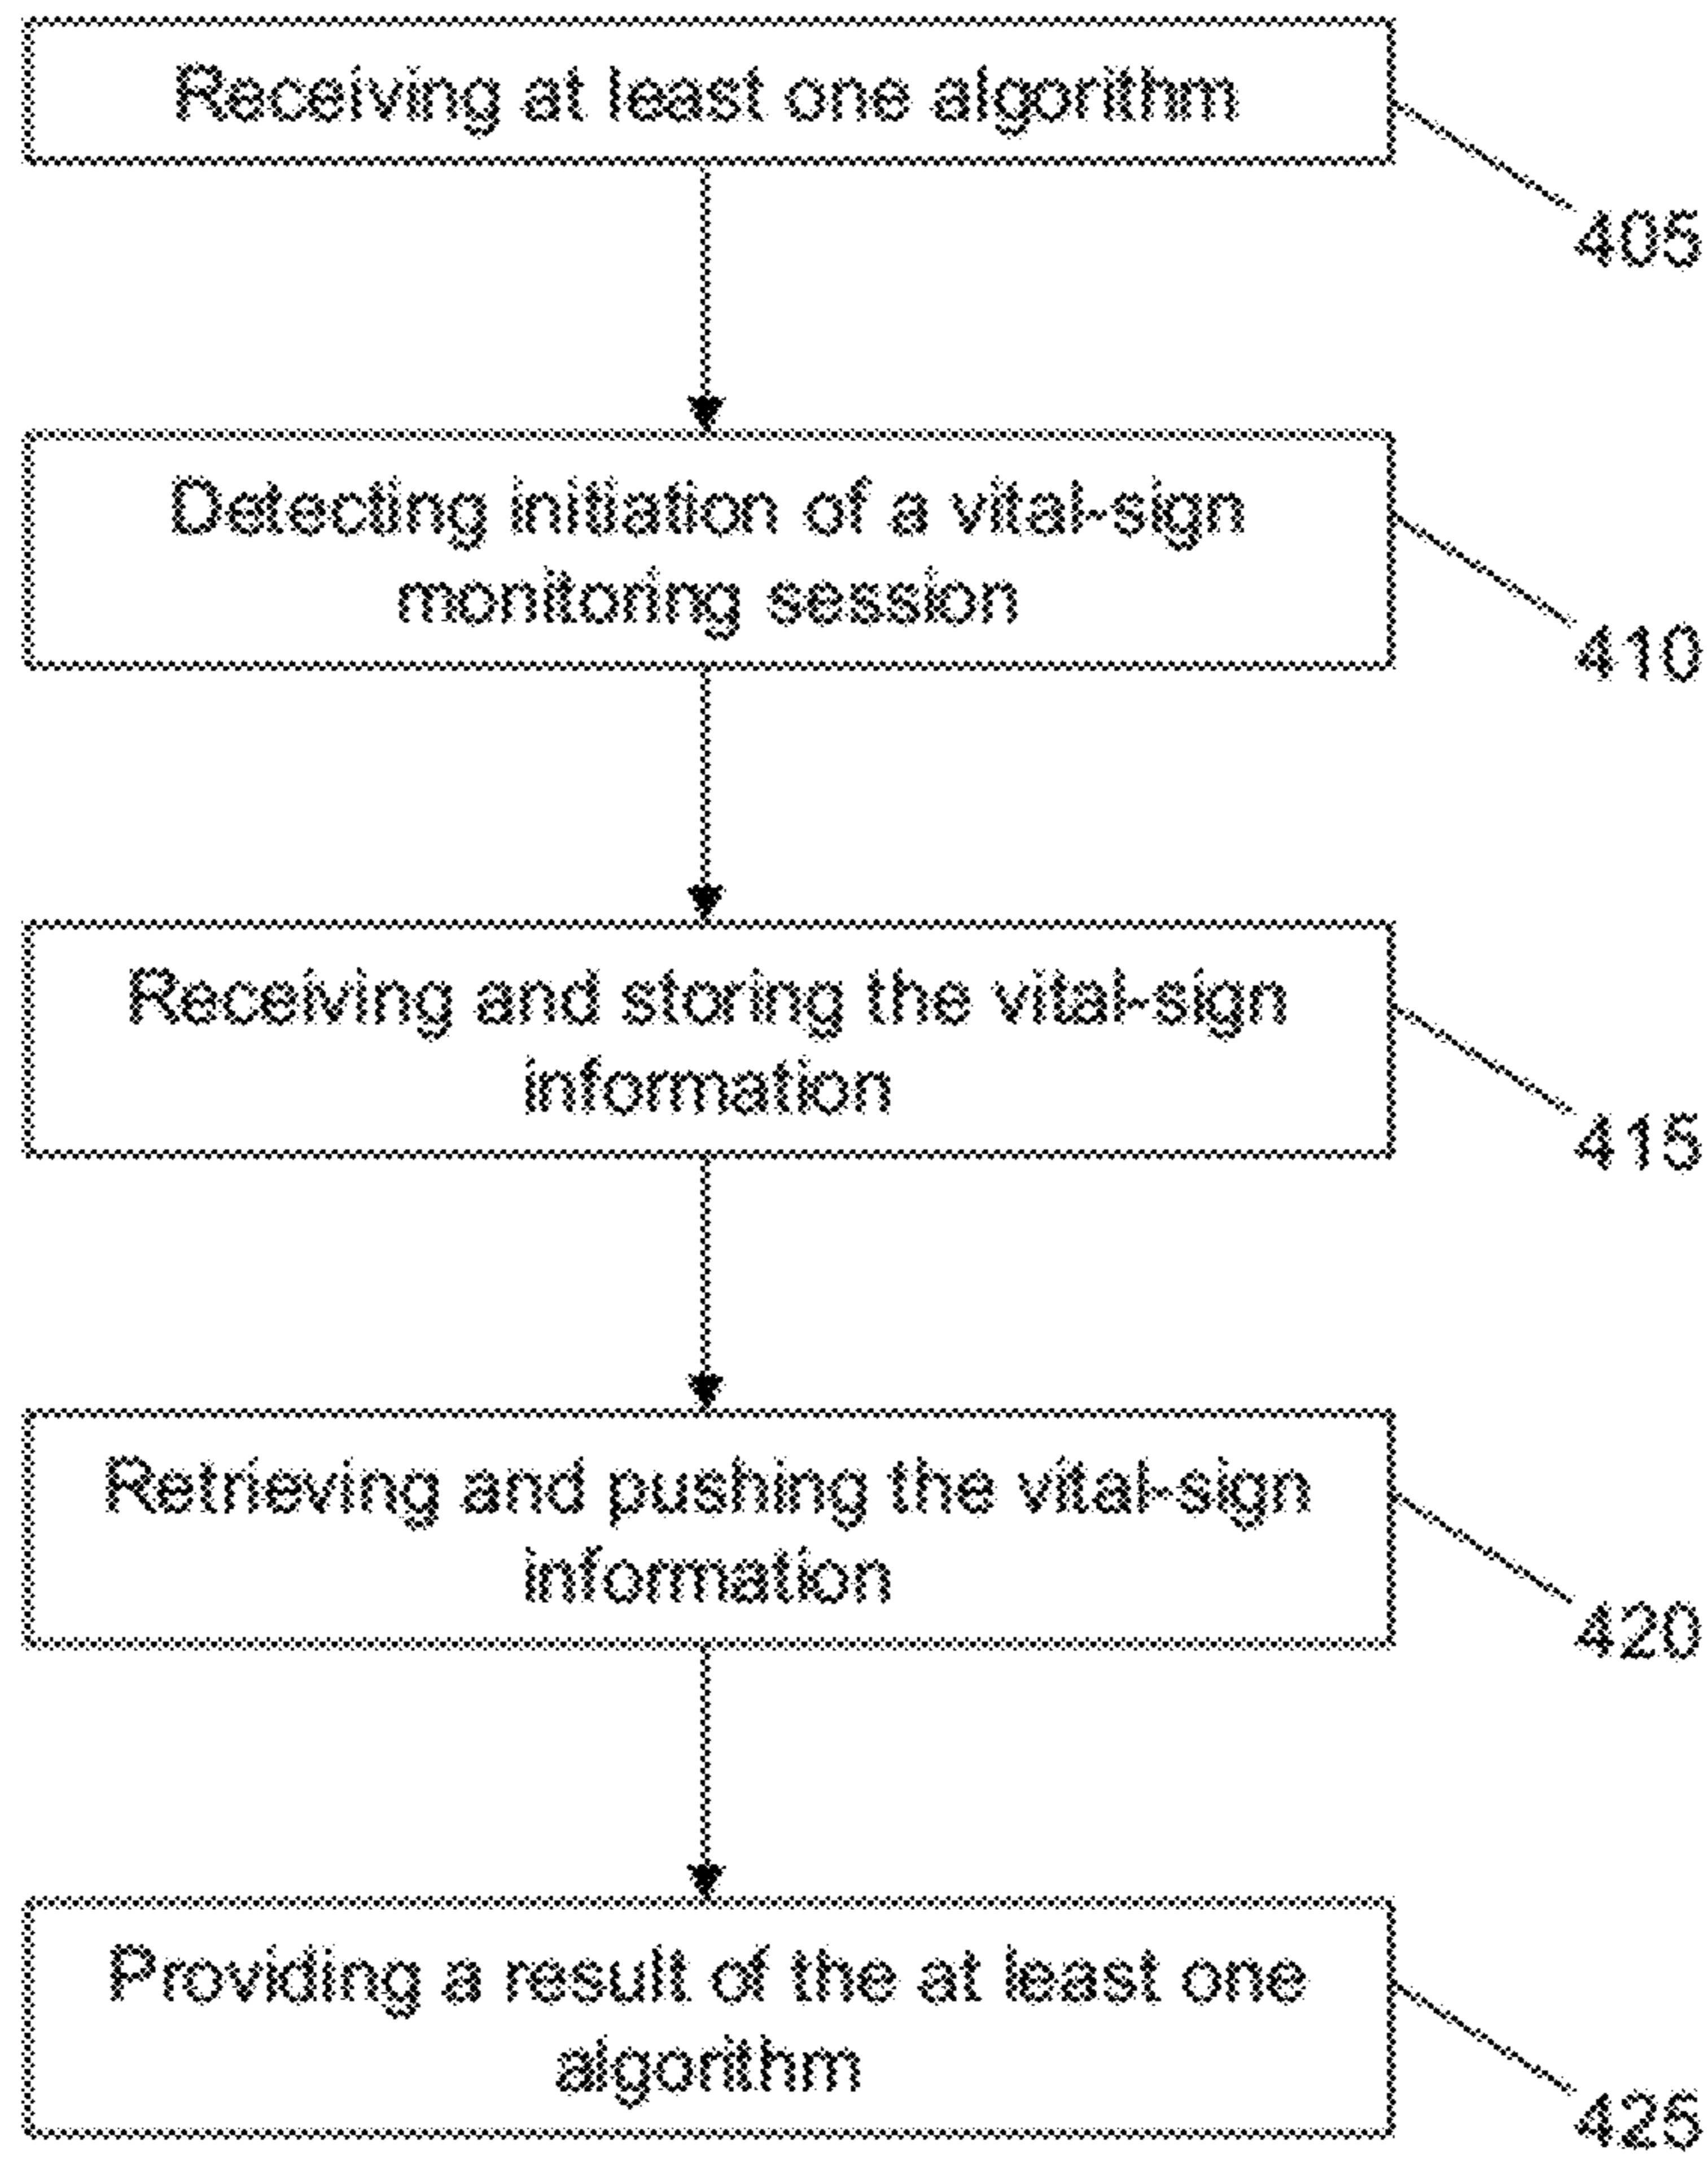 Receiving at least one algorithm
405
Detecting initiation of a vital-sign
monitoring session
410
Receiving and storing the vital-sign
information
415
Retrieving and pushing the vital-sign
information
420
Providing a result of the at least one
algorithm
425